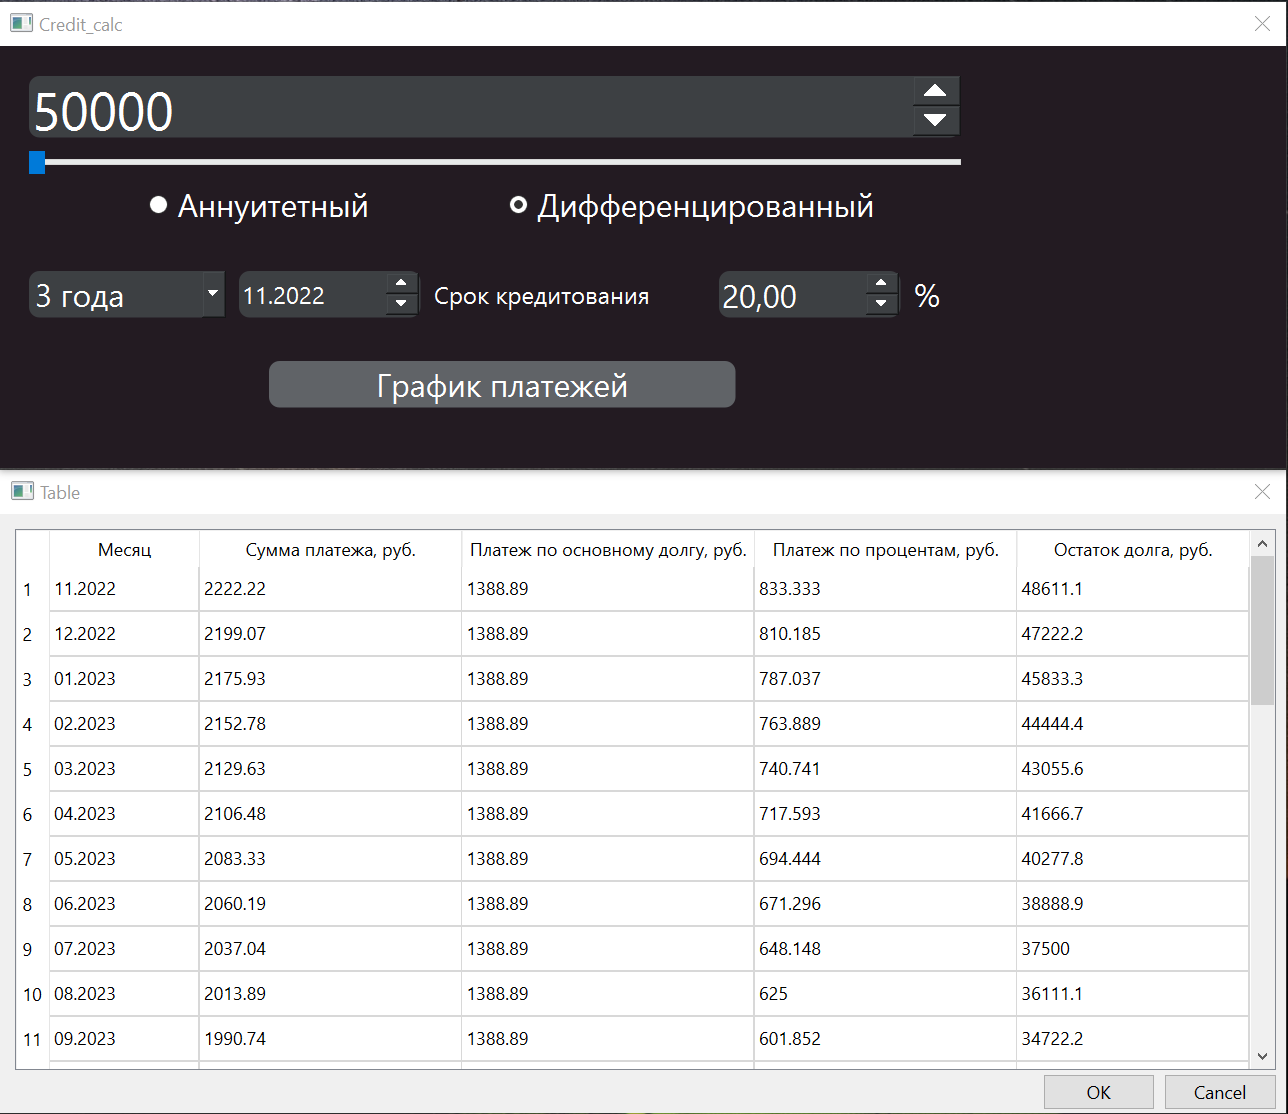 Credit_calc
50000
Аннуитетный Дифференцированный
3 года 11.2022 Срок кредитования 20,00 %
График платежей
Table
Месяц Сумма платежа, руб. Платеж по основному долгу, руб. Платеж по процентам, руб. Остаток долга, руб.
1 11.2022 2222.22 1388.89 833.333 48611.1
2 12.2022 2199.07 1388.89 810.185 47222.2
3 01.2023 2175.93 1388.89 787.037 45833.3
4 02.2023 2152.78 1388.89 763.889 44444.4
5 03.2023 2129.63 1388.89 740.741 43055.6
6 04.2023 2106.48 1388.89 717.593 41666.7
7 05.2023 2083.33 1388.89 694.444 40277.8
8 06.2023 2060.19 1388.89 671.296 38888.9
9 07.2023 2037.04 1388.89 648.148 37500
10 08.2023 2013.89 1388.89 625 36111.1
11 09.2023 1990.74 1388.89 601.852 34722.2
OK Cancel